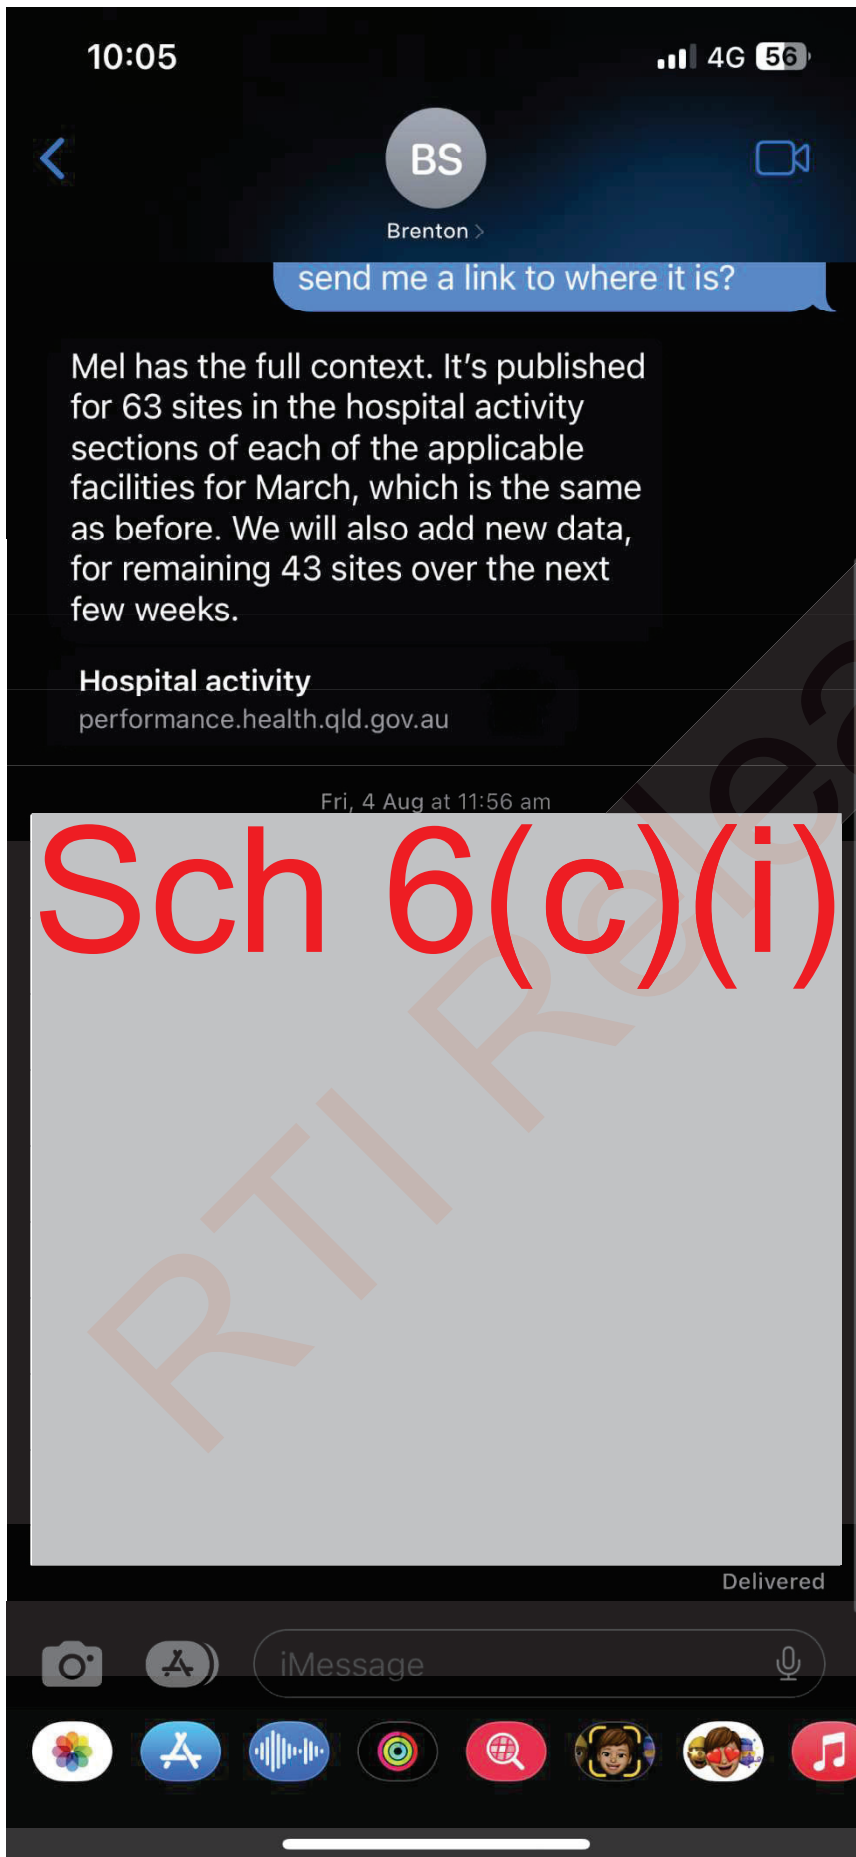 10:05
4G 56
BS
Brenton >
send me a link to where it is?
Mel has the full context. It's published
for 63 sites in the hospital activity
sections of each of the applicable
facilities for March, which is the same
as before. We will also add new data,
for remaining 43 sites over the next
few weeks.
Hospital activity
performance.health.qld.gov.au
Fri, 4 Aug at 11:56 am
Sch 6(c)(i)
RTI Relea
Delivered
iMessage